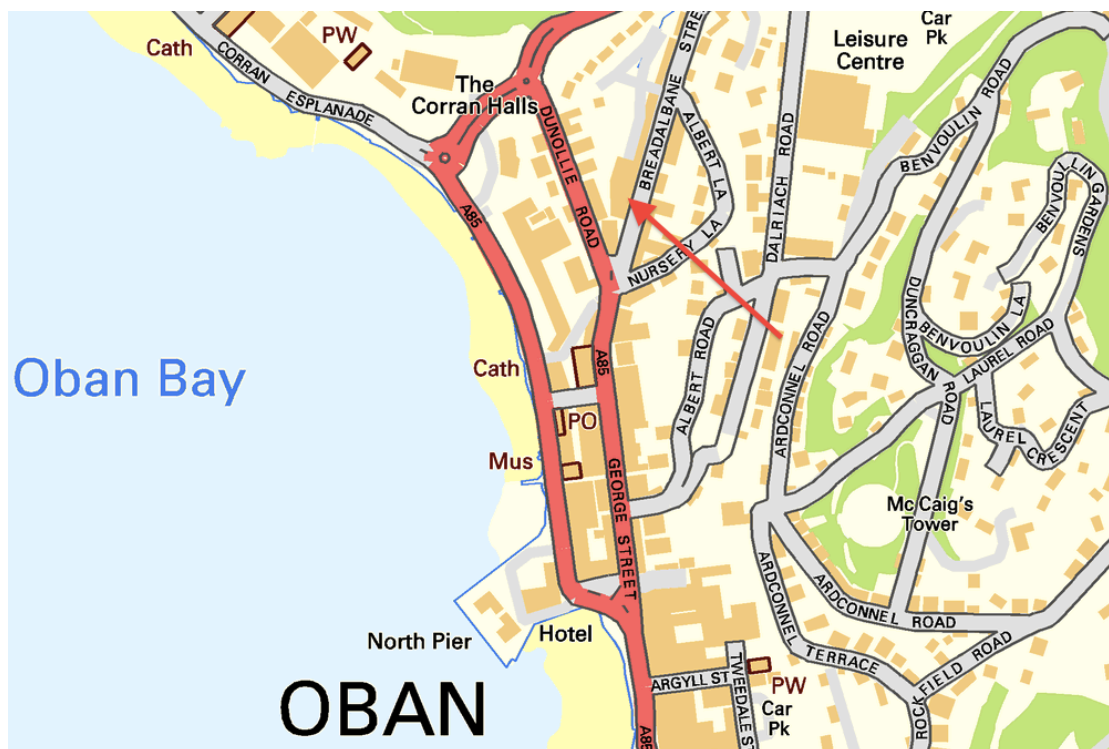 Cath
PW
CORRAN ESPLANADE
The
Corran Halls
DUNOLLIE ROAD
A85
BREADALBANE STRE
ALBERT LA
NURSERY LA
DALRIACH ROAD
Leisure
Centre
Car
Pk
BENVOULIN ROAD
BENVOULIN GARDENS
BENVOULIN LA
DUNCRAGGAN ROAD
LAUREL ROAD
LAUREL CRESCENT
ALBERT ROAD
ARDCONNEL ROAD
Oban Bay
Cath
A85
PO
Mus
GEORGE STREET
Mc Caig's
Tower
ARDCONNEL ROAD
ARDCONNEL TERRACE
ROCKFIELD ROAD
North Pier
Hotel
OBAN
ARGYLL ST
TWEEDALE ST
PW
Car
Pk
A85